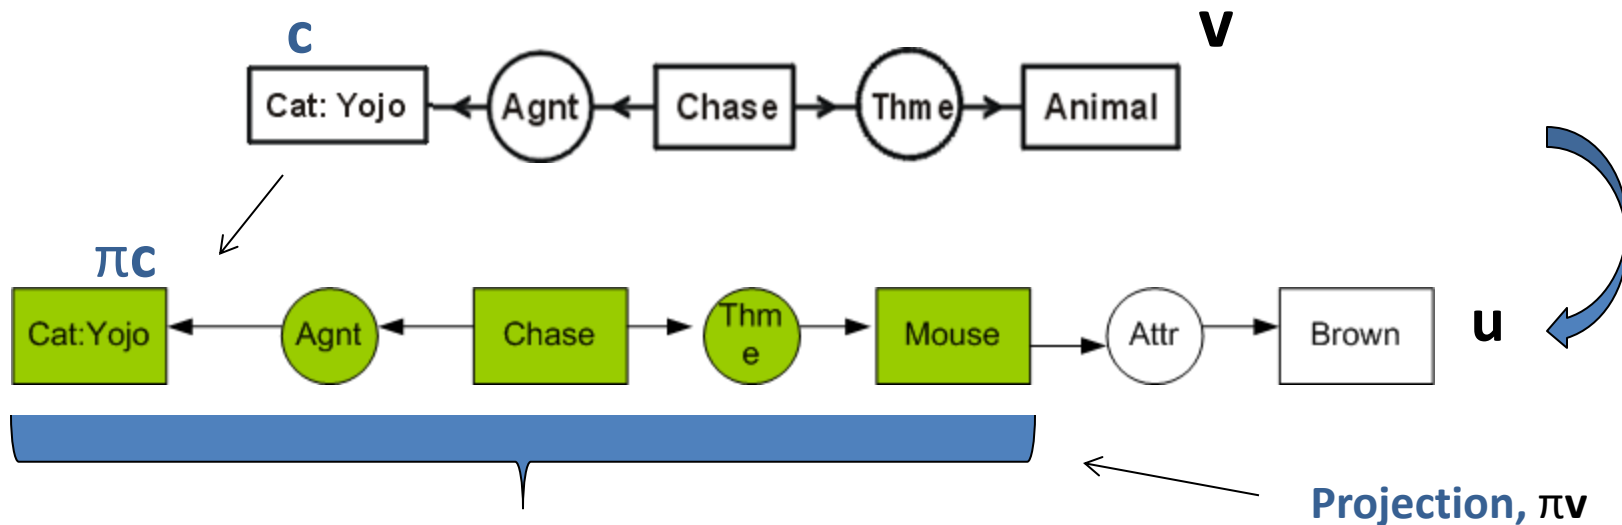 c
v
Cat: Yojo Agnt Chase Thme Animal
πc
Cat:Yojo Agnt Chase Thm
e Mouse Attr Brown u
Projection, πv